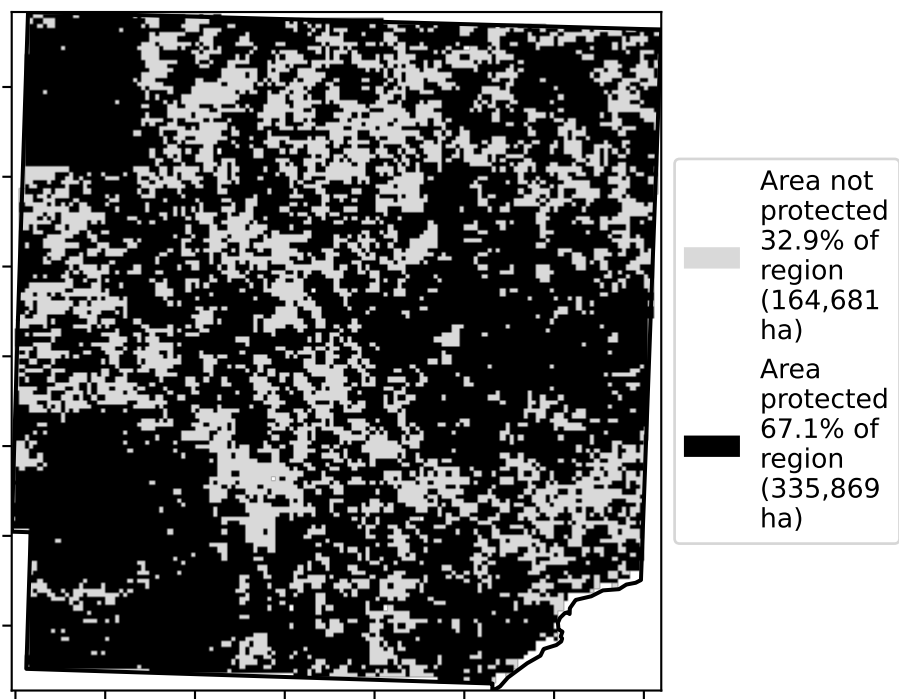 Area not
protected
32.9% of
region
(164,681
ha)
Area
protected
67.1% of
region
(335,869
ha)